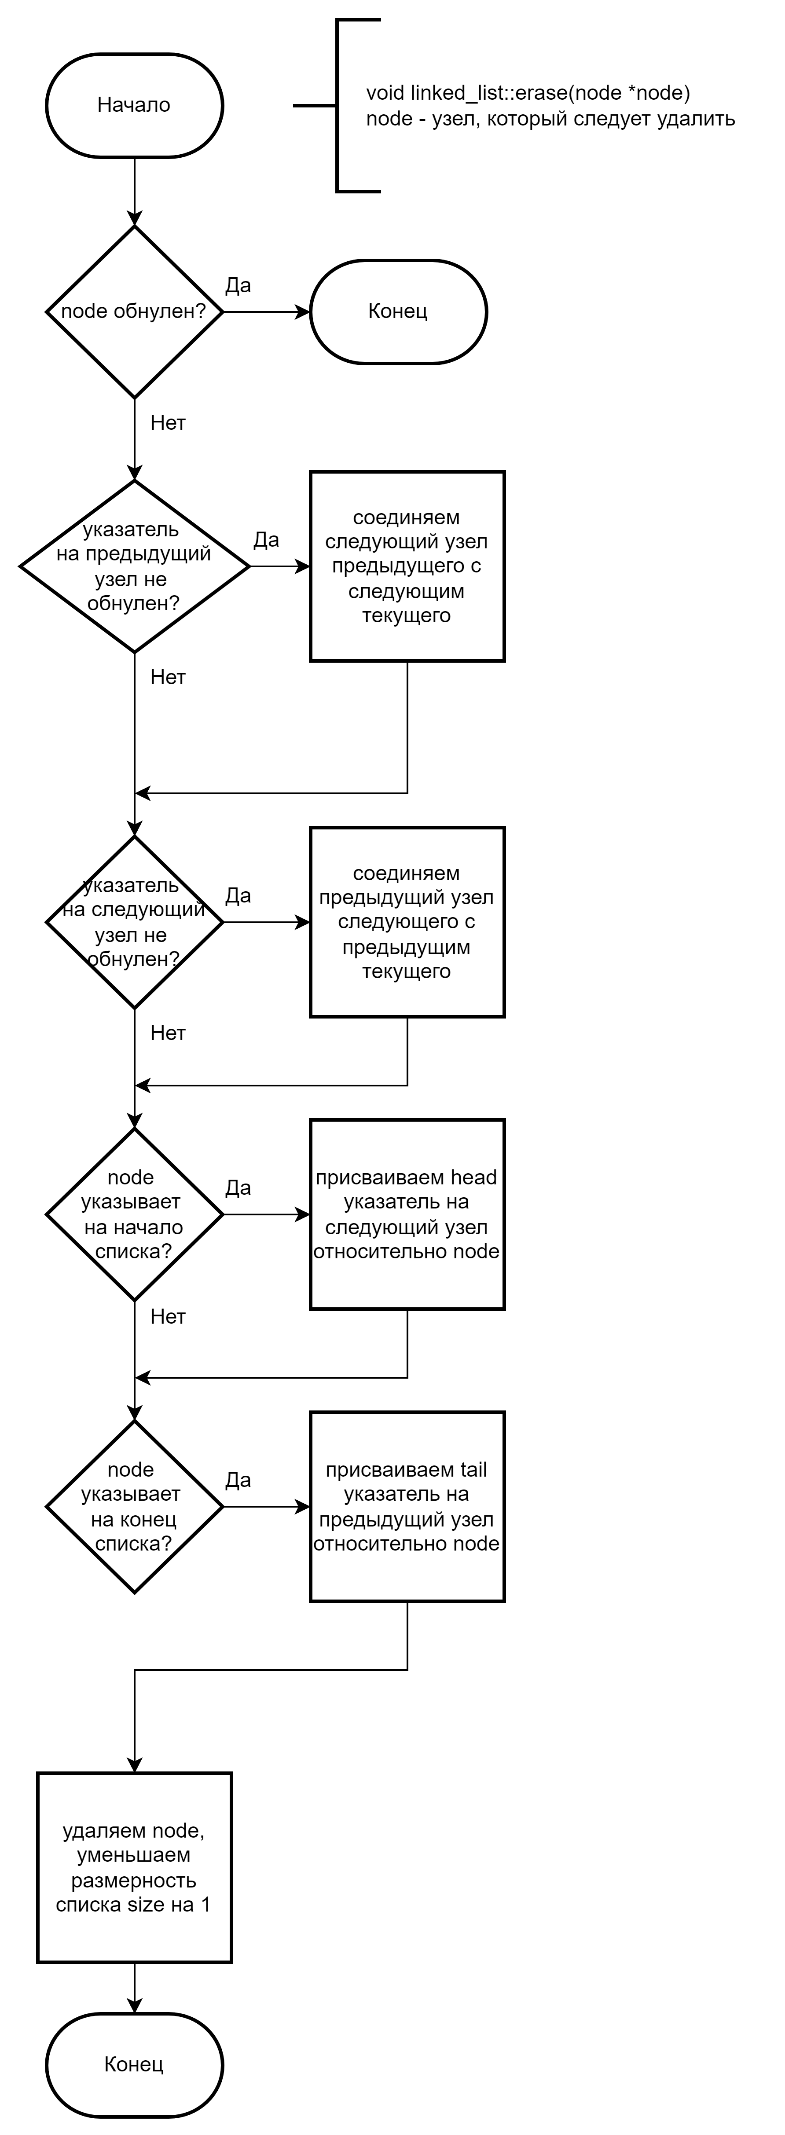 Начало
void linked_list::erase(node *node)
node - узел, который следует удалить
node обнулен?
Да
Конец
Нет
указатель
на предыдущий
узел не
обнулен?
Да
соединяем
следующий узел
предыдущего с
следующим
текущего
Нет
указатель
на следующий
узел не
обнулен?
Да
соединяем
предыдущий узел
следующего с
предыдущим
текущего
Нет
node
указывает
на начало
списка?
Да
присваиваем head
указатель на
следующий узел
относительно node
Нет
node
указывает
на конец
списка?
Да
присваиваем tail
указатель на
предыдущий узел
относительно node
удаляем node,
уменьшаем
размерность
списка size на 1
Конец